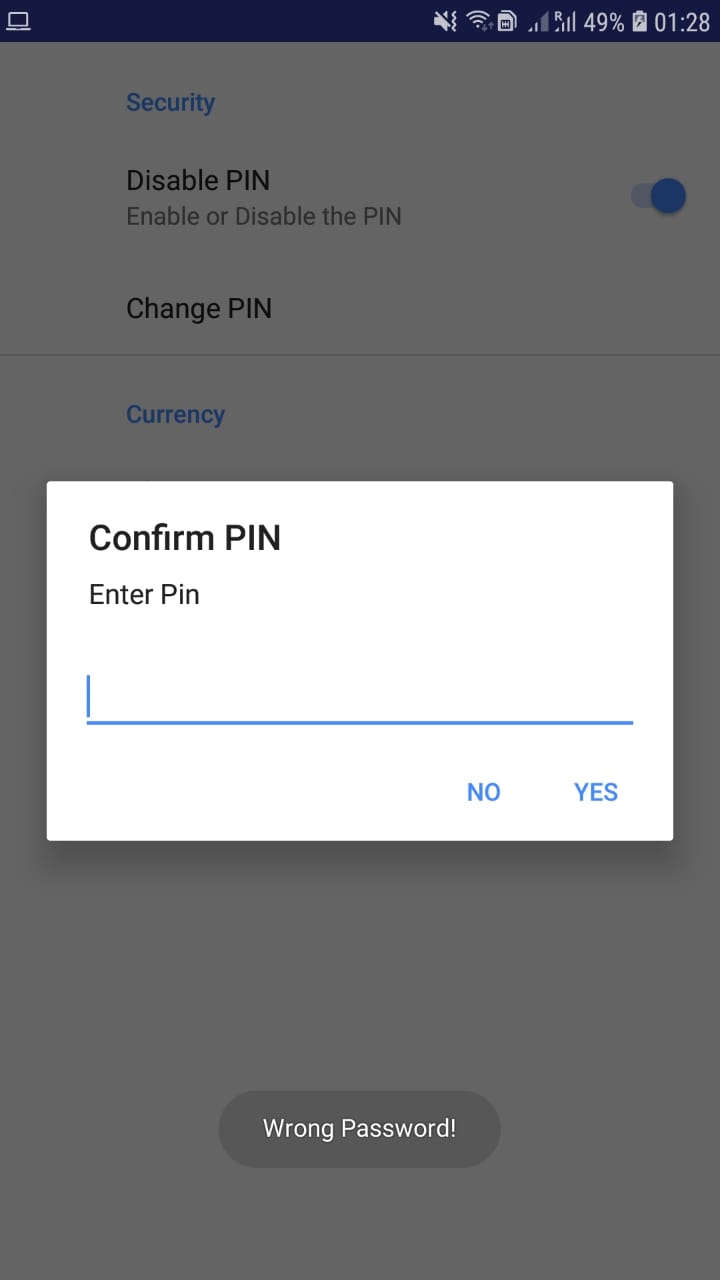 R 49% 01:28
Security
Disable PIN
Enable or Disable the PIN
Change PIN
Currency
Confirm PIN
Enter Pin
NO YES
Wrong Password!